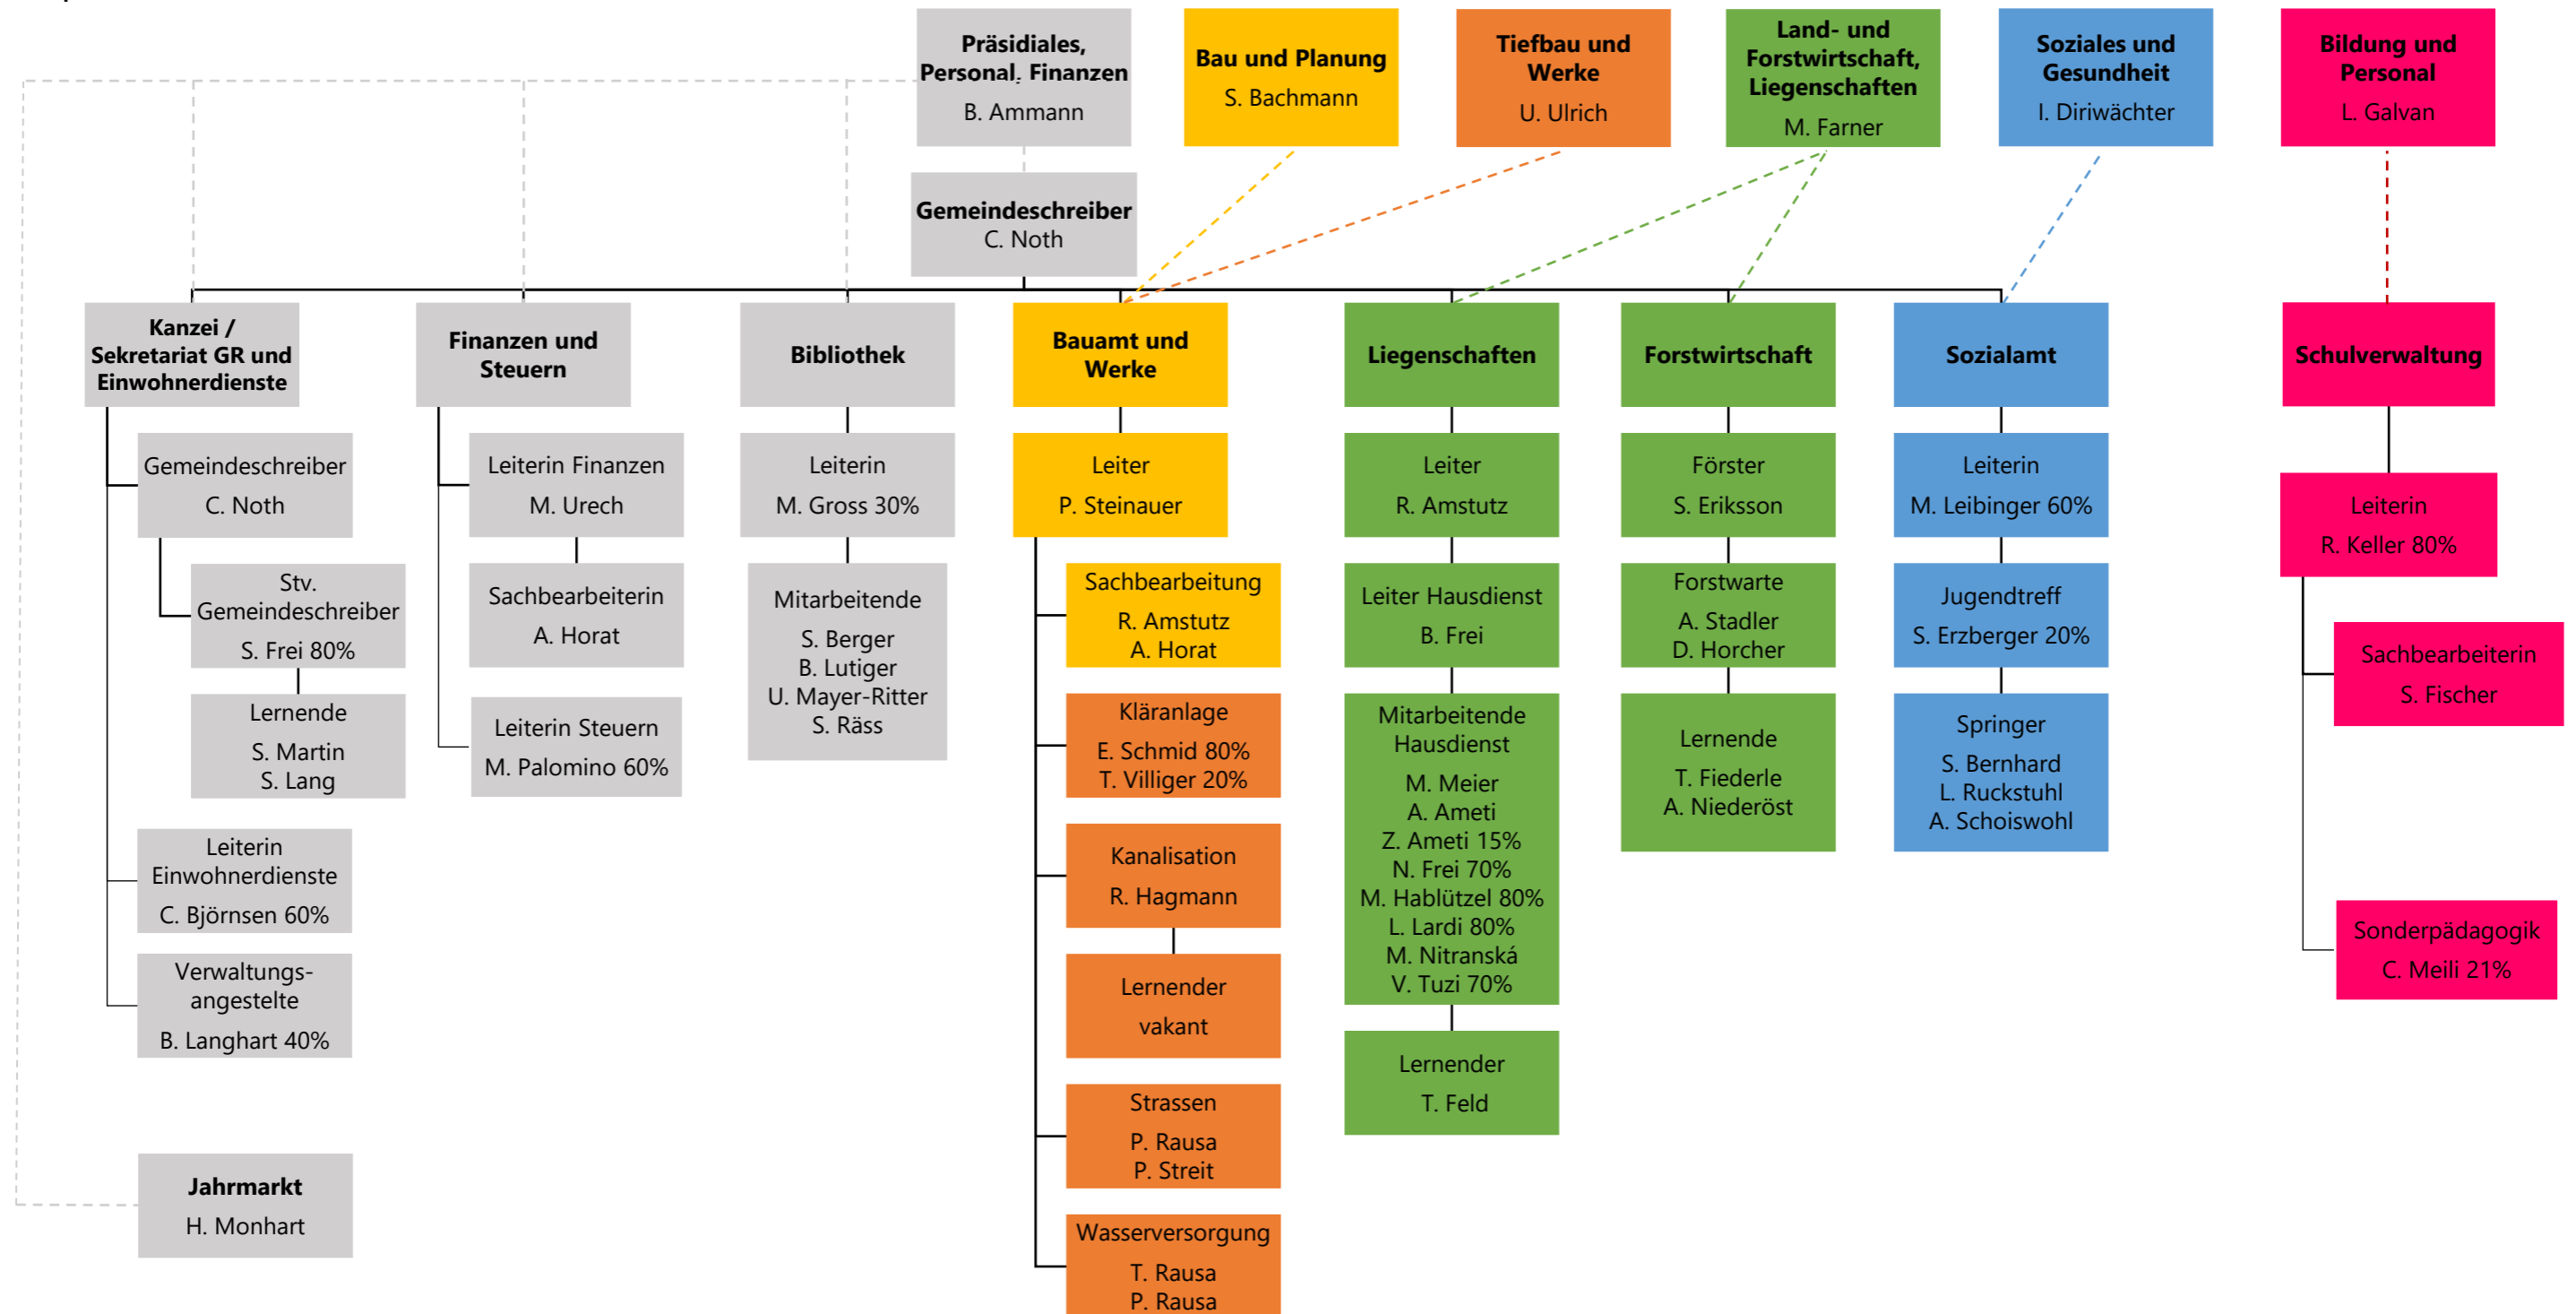 Präsidiales,
Personal, Finanzen
B. Ammann
Bau und Planung
S. Bachmann
Tiefbau und
Werke
U. Ulrich
Land- und
Forstwirtschaft,
Liegenschaften
M. Farner
Soziales und
Gesundheit
I. Diriwächter
Bildung und
Personal
L. Galvan
Gemeindeschreiber
C. Noth
Kanzei /
Sekretariat GR und
Einwohnerdienste
Gemeindeschreiber
C. Noth
Stv.
Gemeindeschreiber
S. Frei 80%
Lernende
S. Martin
S. Lang
Leiterin
Einwohnerdienste
C. Björnsen 60%
Verwaltungs-
angestelte
B. Langhart 40%
Jahrmarkt
H. Monhart
Finanzen und
Steuern
Leiterin Finanzen
M. Urech
Sachbearbeiterin
A. Horat
Leiterin Steuern
M. Palomino 60%
Bibliothek
Leiterin
M. Gross 30%
Mitarbeitende
S. Berger
B. Lutiger
U. Mayer-Ritter
S. Räss
Bauamt und
Werke
Leiter
P. Steinauer
Sachbearbeitung
R. Amstutz
A. Horat
Kläranlage
E. Schmid 80%
T. Villiger 20%
Kanalisation
R. Hagmann
Lernender
vakant
Strassen
P. Rausa
P. Streit
Wasserversorgung
T. Rausa
P. Rausa
Liegenschaften
Leiter
R. Amstutz
Leiter Hausdienst
B. Frei
Mitarbeitende
Hausdienst
M. Meier
A. Ameti
Z. Ameti 15%
N. Frei 70%
M. Hablützel 80%
L. Lardi 80%
M. Nitranská
V. Tuzi 70%
Lernender
T. Feld
Forstwirtschaft
Förster
S. Eriksson
Forstwarte
A. Stadler
D. Horcher
Lernende
T. Fiederle
A. Niederöst
Sozialamt
Leiterin
M. Leibinger 60%
Jugendtreff
S. Erzberger 20%
Springer
S. Bernhard
L. Ruckstuhl
A. Schoiswohl
Schulverwaltung
Leiterin
R. Keller 80%
Sachbearbeiterin
S. Fischer
Sonderpädagogik
C. Meili 21%